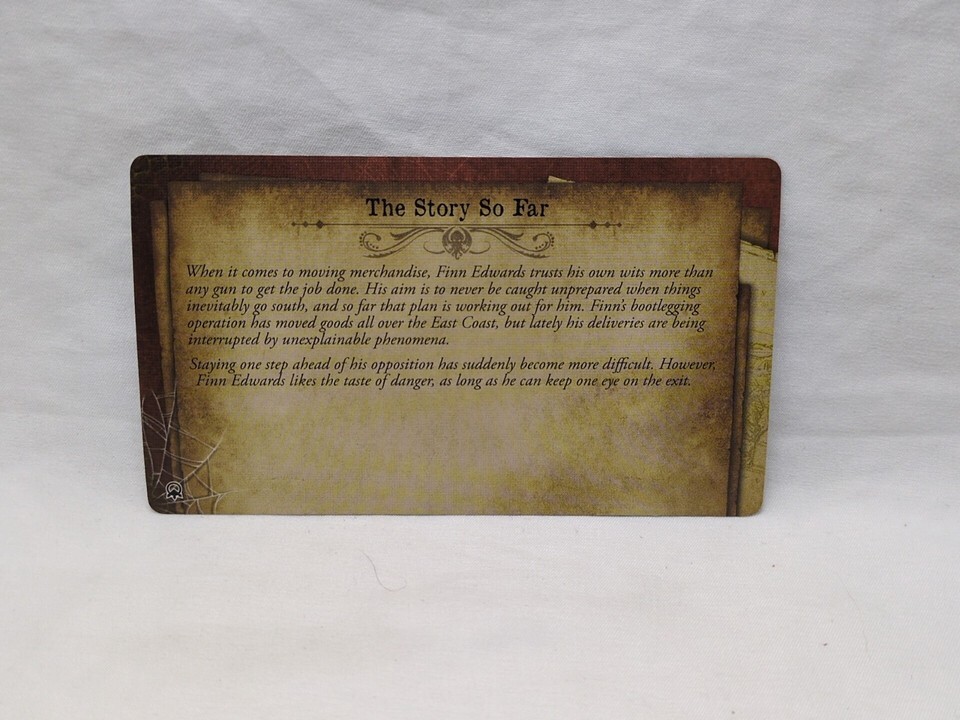 The Story So Far
When it comes to moving merchandise, Finn Edwards trusts his own wits more than
any gun to get the job done. His aim is to never be caught unprepared when things
inevitably go south, and so far that plan is working out for him. Finn's bootlegging
operation has moved goods all over the East Coast, but lately his deliveries are being
interrupted by unexplainable phenomena.
Staying one step ahead of his opposition has suddenly become more difficult. However,
Finn Edwards likes the taste of danger, as long as he can keep one eye on the exit.